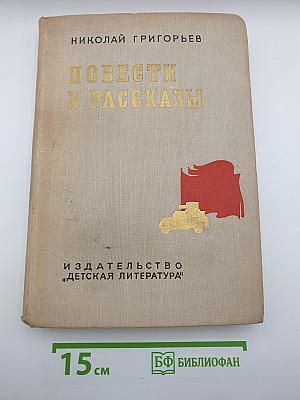 НИКОЛАЙ ГРИГОРЬЕВ
ПОВЕСТИ
И РАССКАЗЫ
ИЗДАТЕЛЬСТВО
„ДЕТСКАЯ ЛИТЕРАТУРА"
15 см
БФ БИБЛИОФАН